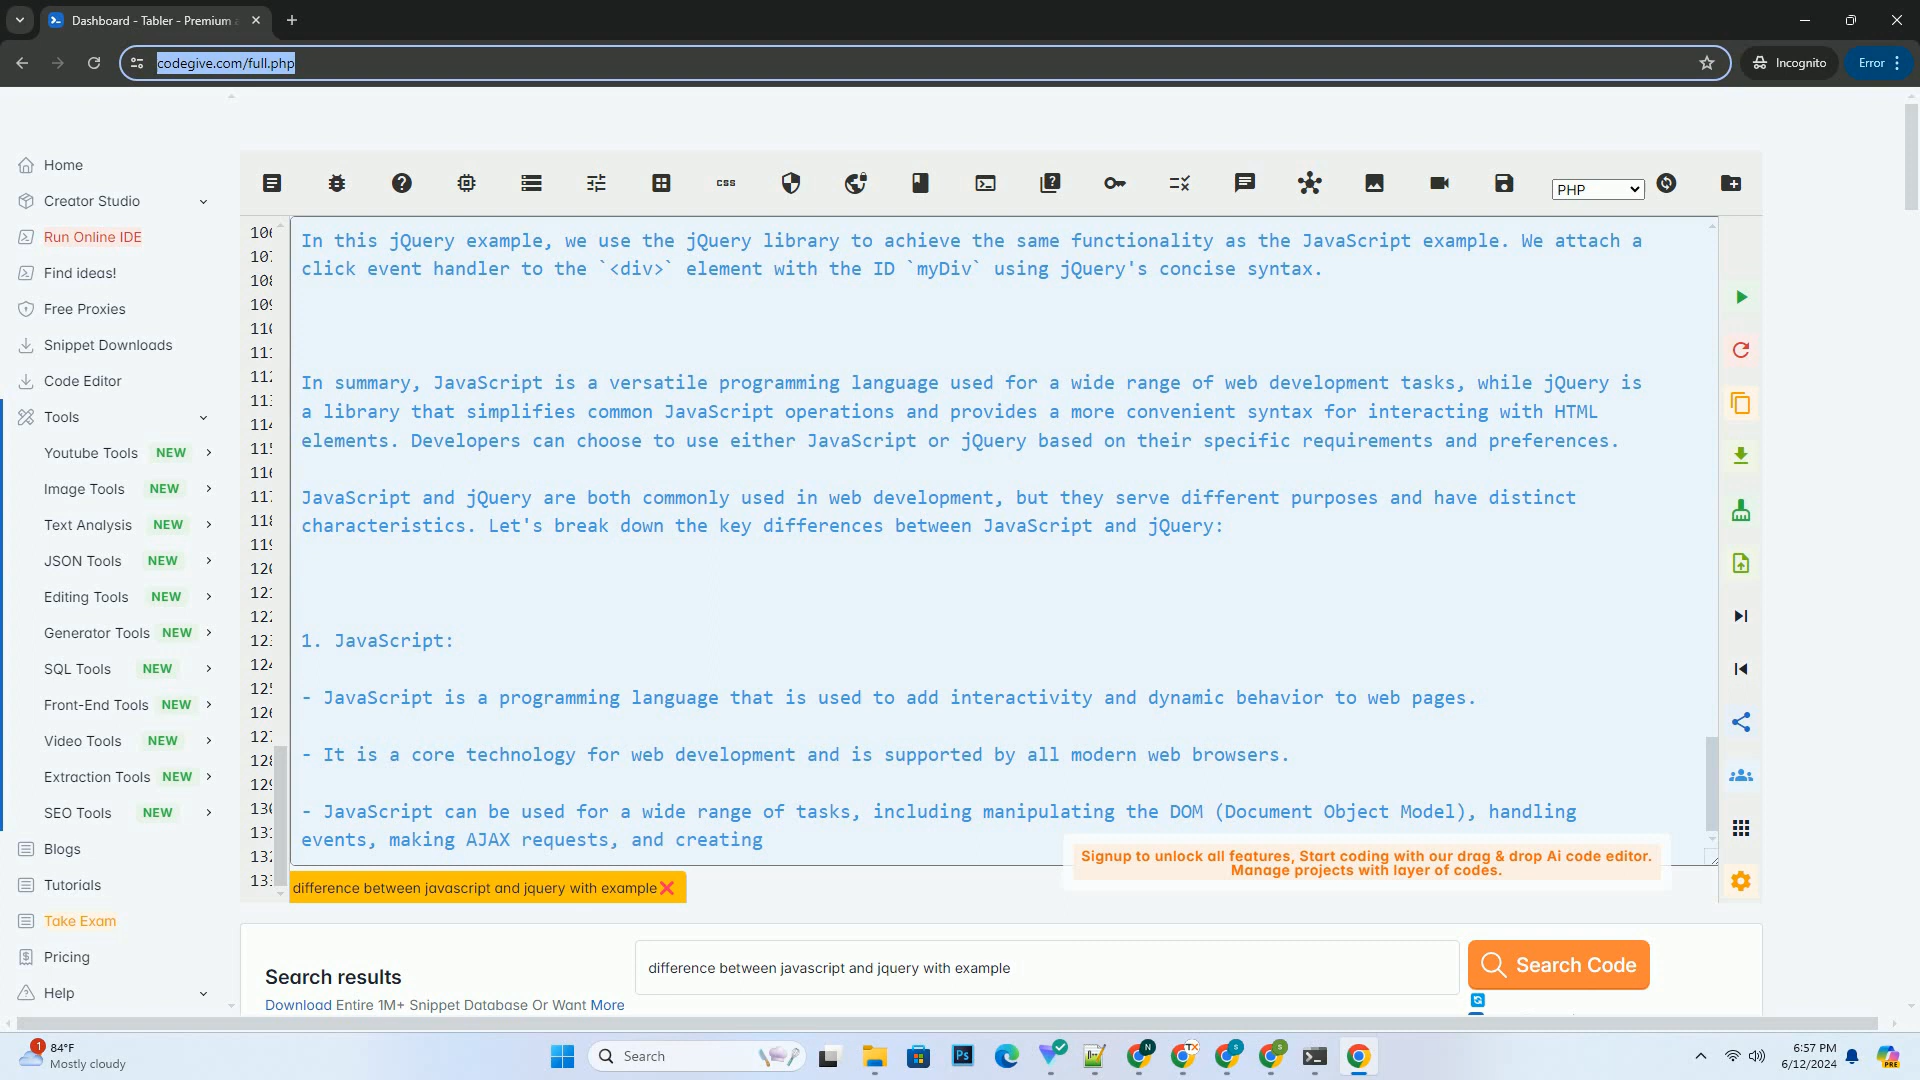 Dashboard - Tabler - Premium
codegive.com/full.php
Incognito
Error
Home
Creator Studio
Run Online IDE
Find ideas!
Free Proxies
Snippet Downloads
Code Editor
Tools
Youtube Tools NEW
Image Tools NEW
Text Analysis NEW
JSON Tools NEW
Editing Tools NEW
Generator Tools NEW
SQL Tools NEW
Front-End Tools NEW
Video Tools NEW
Extraction Tools NEW
SEO Tools NEW
Blogs
Tutorials
Take Exam
Pricing
Help
css
PHP
In this jQuery example, we use the jQuery library to achieve the same functionality as the JavaScript example. We attach a
click event handler to the `<div>` element with the ID `myDiv` using jQuery's concise syntax.
In summary, JavaScript is a versatile programming language used for a wide range of web development tasks, while jQuery is
a library that simplifies common JavaScript operations and provides a more convenient syntax for interacting with HTML
elements. Developers can choose to use either JavaScript or jQuery based on their specific requirements and preferences.
JavaScript and jQuery are both commonly used in web development, but they serve different purposes and have distinct
characteristics. Let's break down the key differences between JavaScript and jQuery:
1. JavaScript:
- JavaScript is a programming language that is used to add interactivity and dynamic behavior to web pages.
- It is a core technology for web development and is supported by all modern web browsers.
- JavaScript can be used for a wide range of tasks, including manipulating the DOM (Document Object Model), handling
events, making AJAX requests, and creating
Signup to unlock all features, Start coding with our drag & drop Ai code editor.
Manage projects with layer of codes.
difference between javascript and jquery with example
Search results
Download Entire 1M+ Snippet Database Or Want More
difference between javascript and jquery with example
Search Code
1
84°F
Mostly cloudy
Search
6:57 PM
6/12/2024